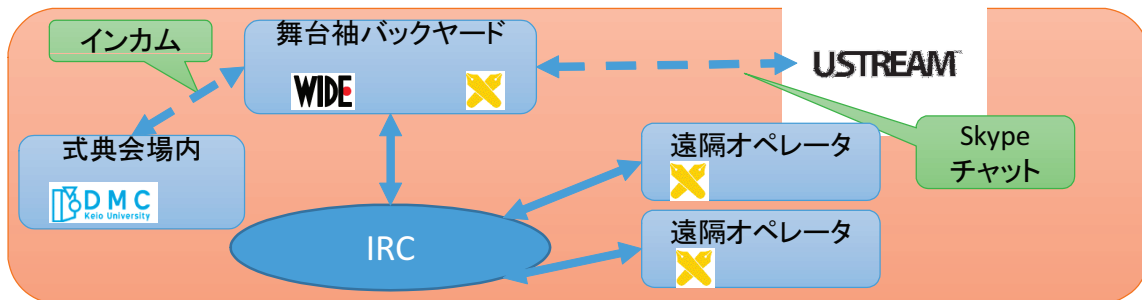 インカム
舞台袖バックヤード
WIDE
USTREAM
式典会場内
DMC
Keio University
遠隔オペレータ
Skype
チャット
遠隔オペレータ
IRC